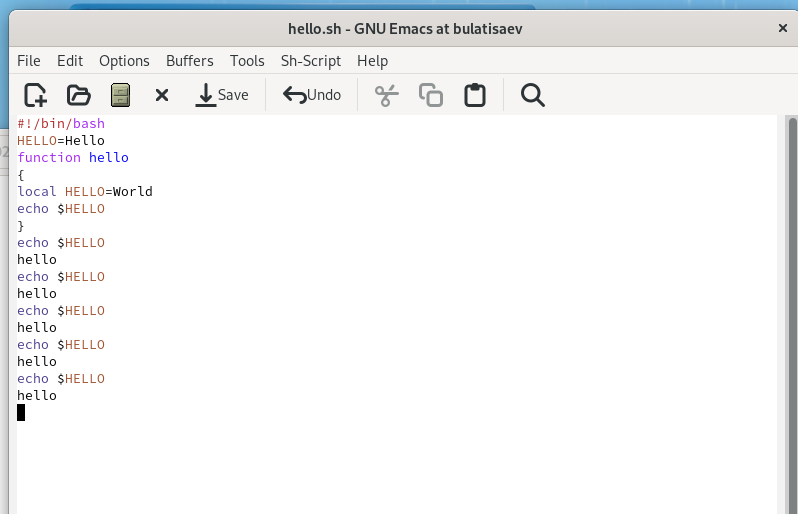 hello.sh - GNU Emacs at bulatisaev
File Edit Options Buffers Tools Sh-Script Help
Save Undo
#!/bin/bash
HELLO=Hello
function hello
{
local HELLO=World
echo $HELLO
}
echo $HELLO
hello
echo $HELLO
hello
echo $HELLO
hello
echo $HELLO
hello
echo $HELLO
hello